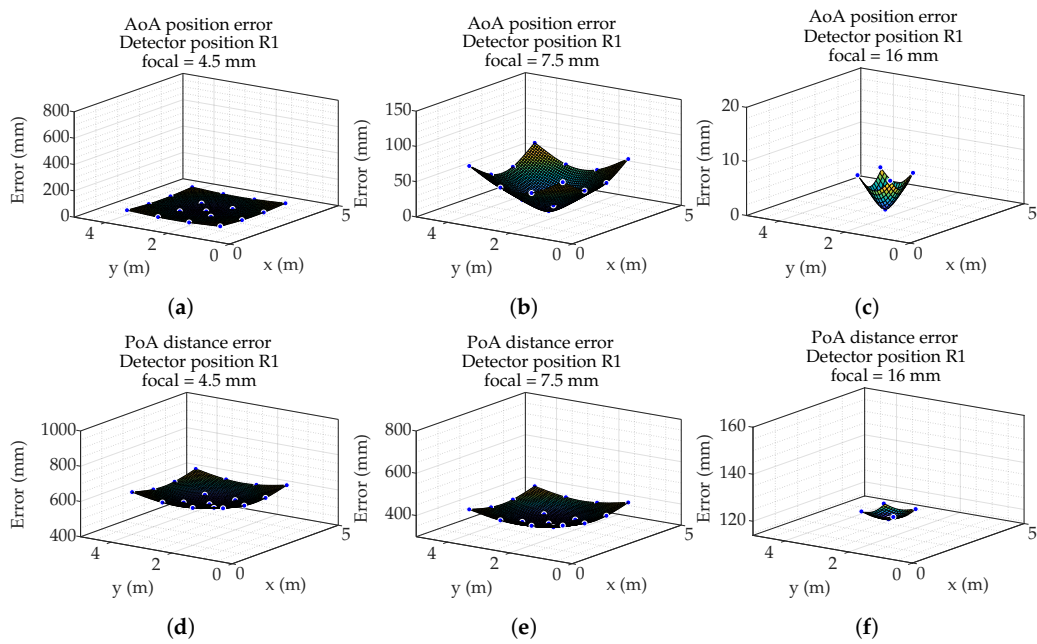 AoA position error
Detector position R1
focal = 4.5 mm
800
600
400
200
0
Error (mm)
4
2
0
y (m)
0
5
x (m)
(a)
AoA position error
Detector position R1
focal = 7.5 mm
150
100
50
0
Error (mm)
4
2
0
y (m)
0
5
x (m)
(b)
AoA position error
Detector position R1
focal = 16 mm
20
10
0
Error (mm)
4
2
0
y (m)
0
5
x (m)
(c)
PoA distance error
Detector position R1
focal = 4.5 mm
1000
800
600
400
Error (mm)
4
2
0
y (m)
0
5
x (m)
(d)
PoA distance error
Detector position R1
focal = 7.5 mm
800
600
400
Error (mm)
4
2
0
y (m)
0
5
x (m)
(e)
PoA distance error
Detector position R1
focal = 16 mm
160
140
120
Error (mm)
4
2
0
y (m)
0
5
x (m)
(f)